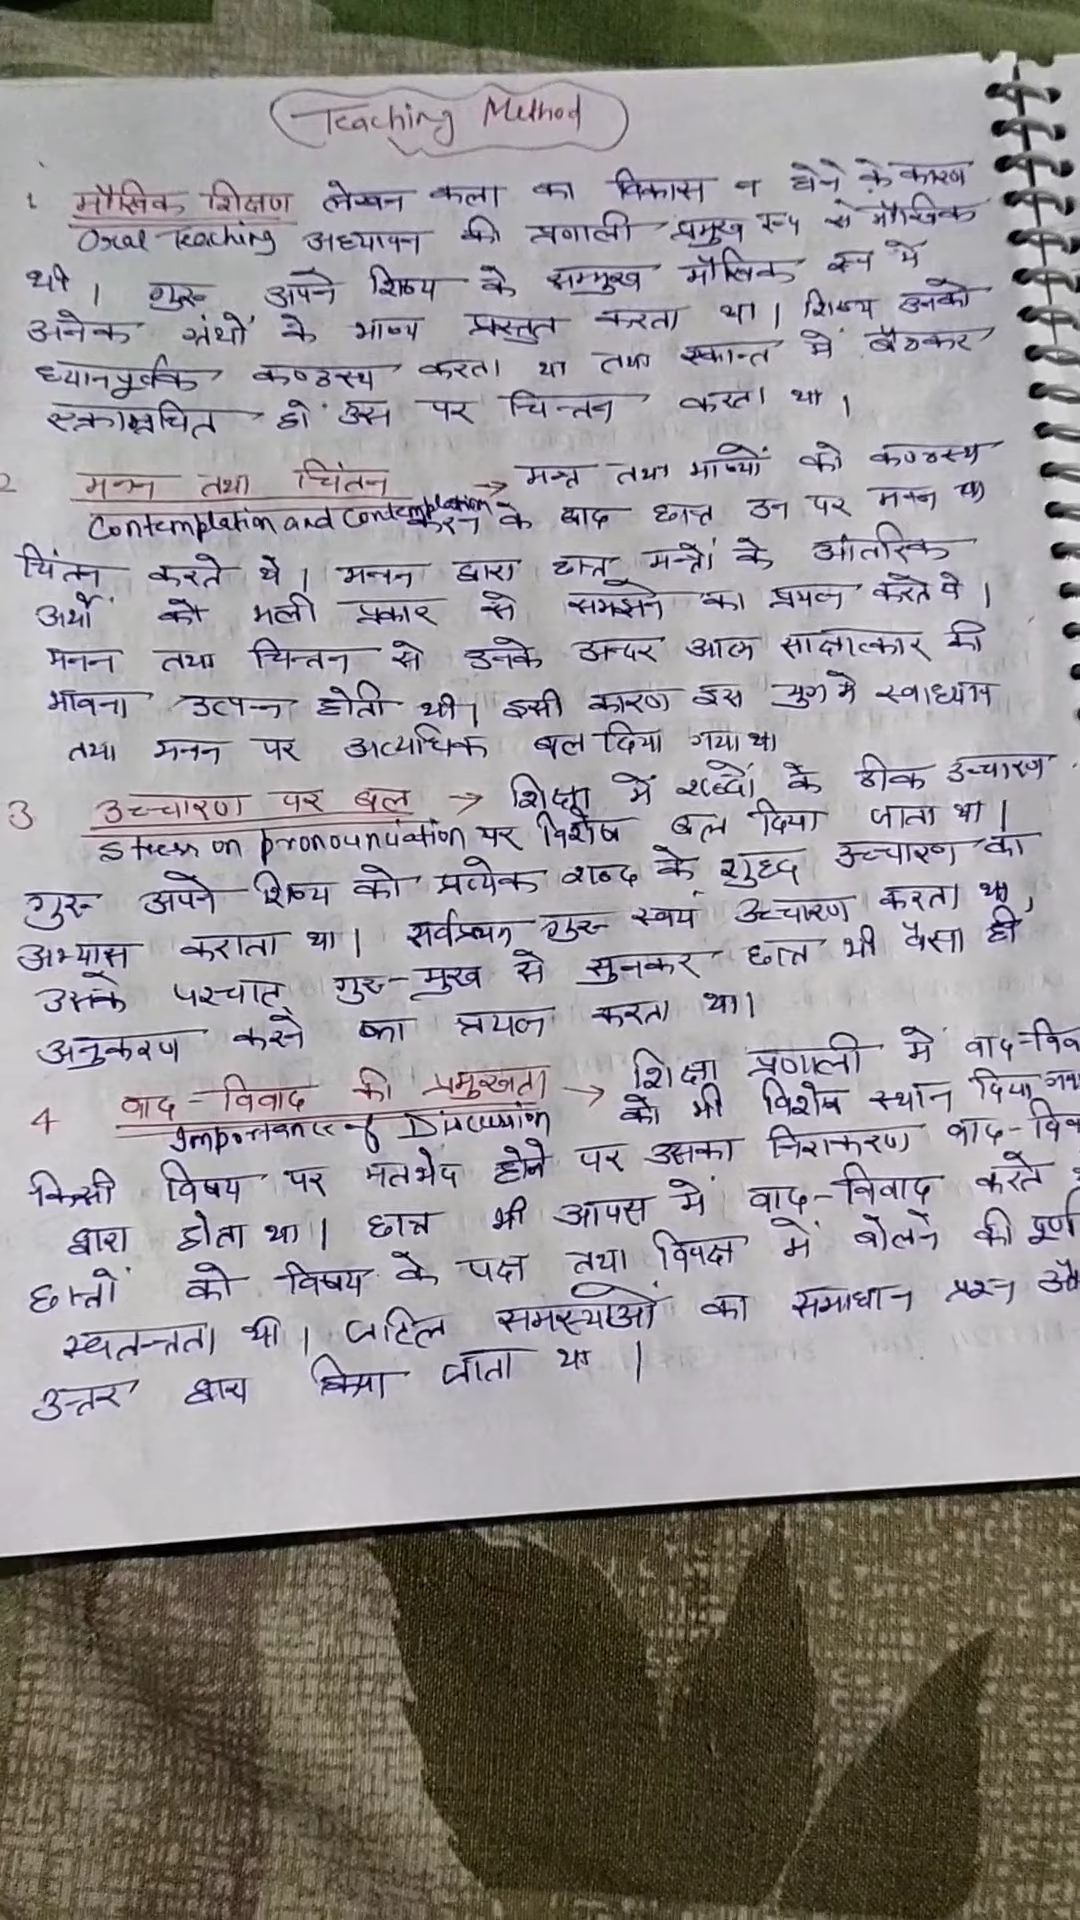 Teaching Method
1 मौखिक शिक्षण लेखन कला का विकास न होने के कारण
Oral Teaching अध्यापन की प्रणाली प्रमुख रूप से मौखिक
थी। गुरू अपने शिष्य के सम्मुख मौखिक रूप में
अनेक ग्रंथों के भाष्य प्रस्तुत करता था। शिष्य उनको
ध्यानपूर्वक कण्ठस्थ करता था तथा एकान्त में बैठकर
एकाग्रचित हो उस पर चिन्तन करता था।
2 मनन तथा चिंतन → मन्त्र तथा भाष्यों को कण्ठस्थ
Contemplation and Contemplation करने के बाद छात्र उन पर मनन
चिंतन करते थे। मनन द्वारा छात्र मन्त्रों के आंतरिक
अर्थों को भली प्रकार से समझने का प्रयत्न करते थे।
मनन तथा चिन्तन से उनके अन्दर आत्म साक्षात्कार की
भावना उत्पन्न होती थी। इसी कारण इस युग मे स्वाध्याय
तथा मनन पर अत्याधिक बल दिया गया था
3 उच्चारण पर बल → शिक्षा में शब्दों के ठीक उच्चारण
Stress on pronounciation पर विशेष बल दिया जाता था।
गुरू अपने शिष्य को प्रत्येक शब्द के शुद्ध उच्चारण का
अभ्यास कराता था। सर्वप्रथम गुरू स्वयं उच्चारण करता था,
उसके पश्चात् गुरु-मुख से सुनकर छात्र भी वैसा ही
अनुकरण करने का प्रयत्न करता था।
4 वाद-विवाद की प्रमुखता → शिक्षा प्रणाली में वाद-विव
Importance of Discussion को भी विशेष स्थान दिया गया
किसी विषय पर मतभेद होने पर उसका निराकरण वाद-विव
द्वारा होता था। छात्र भी आपस में वाद-विवाद करते
छात्रों को विषय के पक्ष तथा विपक्ष में बोलने की पूर्ण
स्वतन्त्रता थी। जटिल समस्याओं का समाधान प्रश्न औ
उत्तर द्वारा किया जाता था।